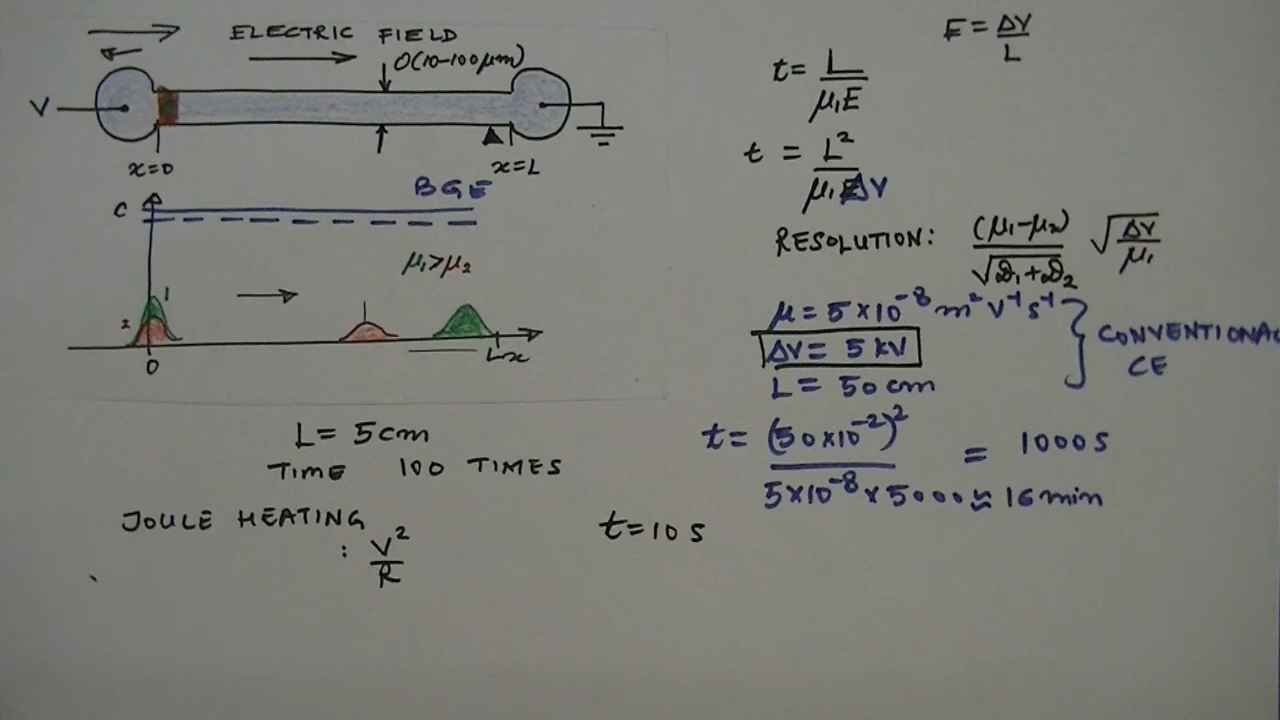 ELECTRIC FIELD
O(10-100μm)
V
x=0
x=L
BGE
C
μ₁>μ₂
1
2
0
L x
L= 5cm
TIME 100 TIMES
JOULE HEATING
: V²/R
t=10 s
E = ΔV/L
t= L/μ₁E
t = L²/μ₁ΔV
RESOLUTION: (μ₁-μ₂)/√𝒟₁+𝒟₂ √ΔV/μ₁
μ = 5×10⁻⁸ m² V⁻¹ s⁻¹
ΔV= 5 kV
L = 50 cm
CONVENTIONAL
CE
t= (50×10⁻²)²/5×10⁻⁸×5000 = 1000 s
≈ 16 min